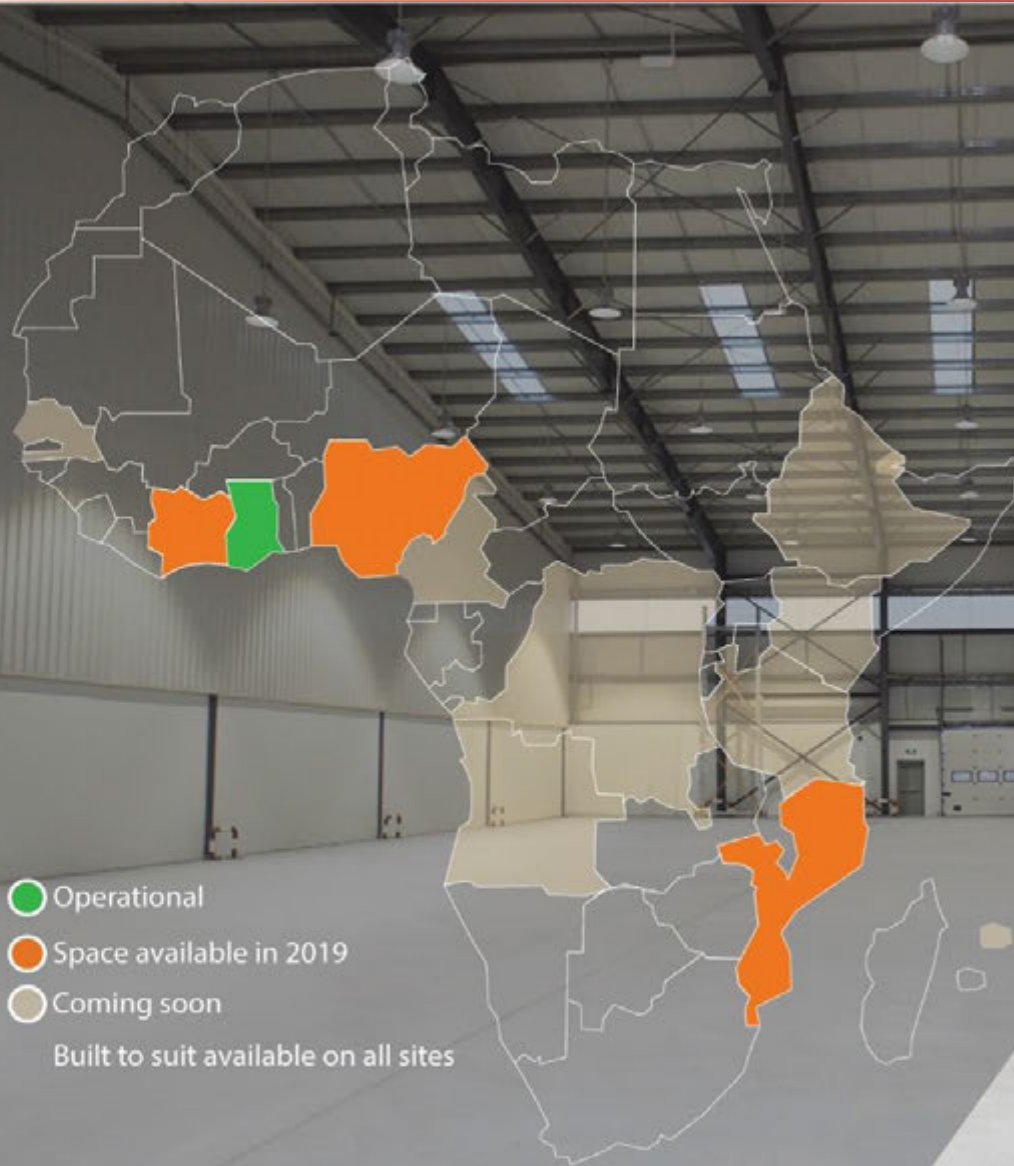 Operational
Space available in 2019
Coming soon
Built to suit available on all sites